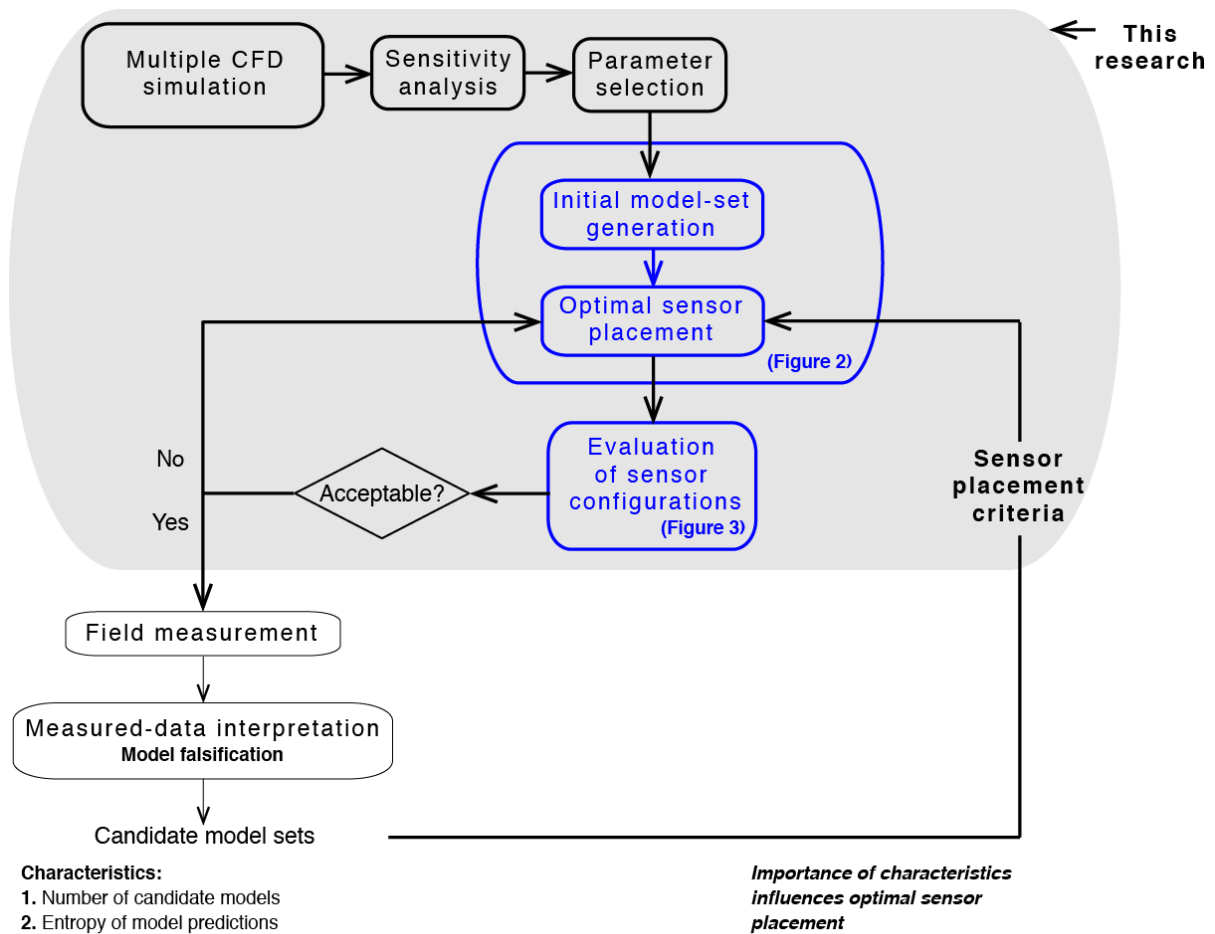 This
research
Multiple CFD
simulation
Sensitivity
analysis
Parameter
selection
Initial model-set
generation
Optimal sensor
placement
(Figure 2)
Evaluation
of sensor
configurations
(Figure 3)
Acceptable?
No
Yes
Sensor
placement
criteria
Field measurement
Measured-data interpretation
Model falsification
Candidate model sets
Characteristics:
1. Number of candidate models
2. Entropy of model predictions
Importance of characteristics
influences optimal sensor
placement